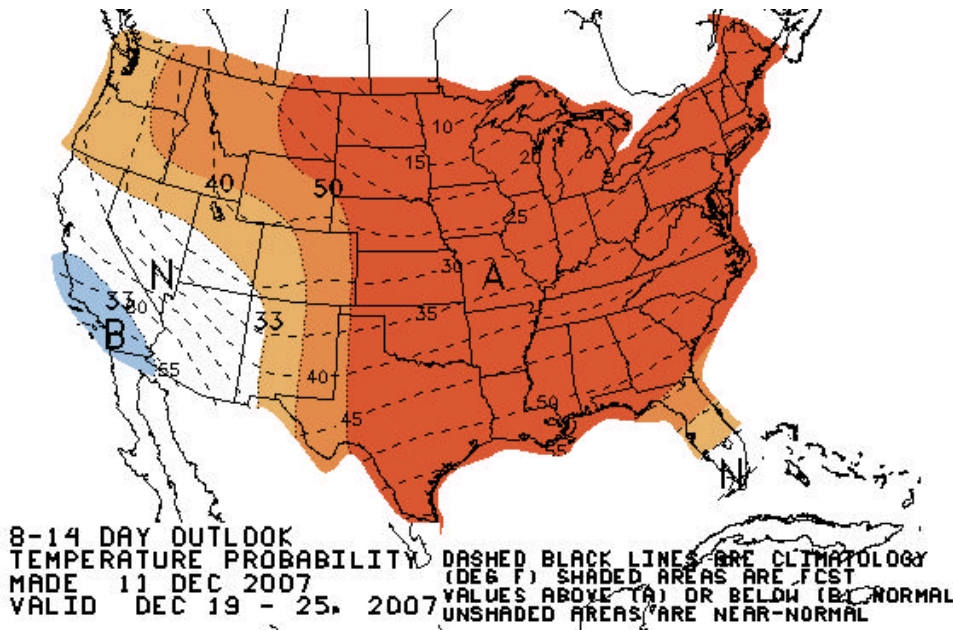 10
15
20
40
50
25
30
A
N
33
30
B
33
35
55
40
45
50
55
N
8-14 DAY OUTLOOK
TEMPERATURE PROBABILITY
MADE 11 DEC 2007
VALID DEC 19 - 25, 2007
DASHED BLACK LINES ARE CLIMATOLOGY
(DEG F) SHADED AREAS ARE FCST
VALUES ABOVE (A) OR BELOW (B) NORMAL
UNSHADED AREAS ARE NEAR-NORMAL